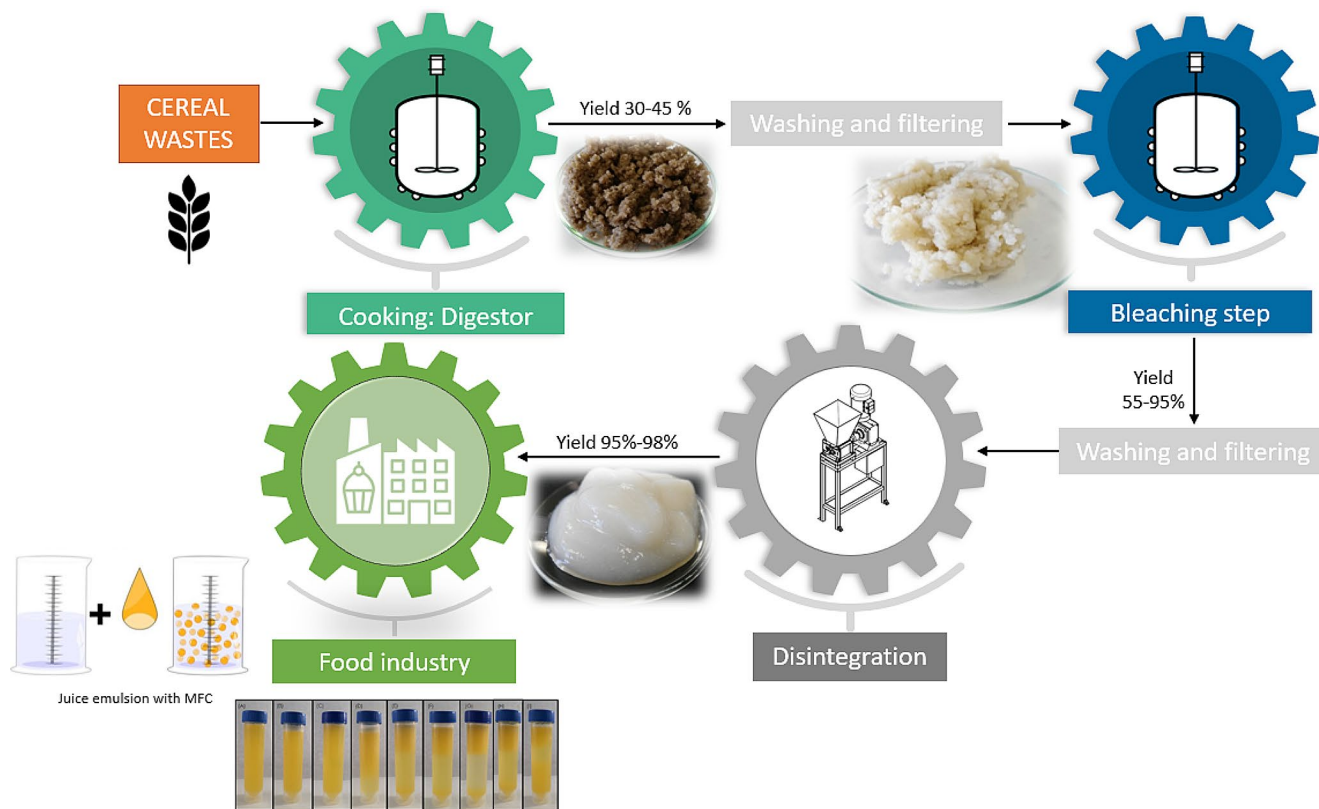 CEREAL
WASTES
Yield 30-45 %
Washing and filtering
Cooking: Digestor
Bleaching step
Yield
55-95%
Washing and filtering
Yield 95%-98%
Disintegration
Food industry
Juice emulsion with MFC
(A)
(B)
(C)
(D)
(E)
(F)
(G)
(H)
(I)